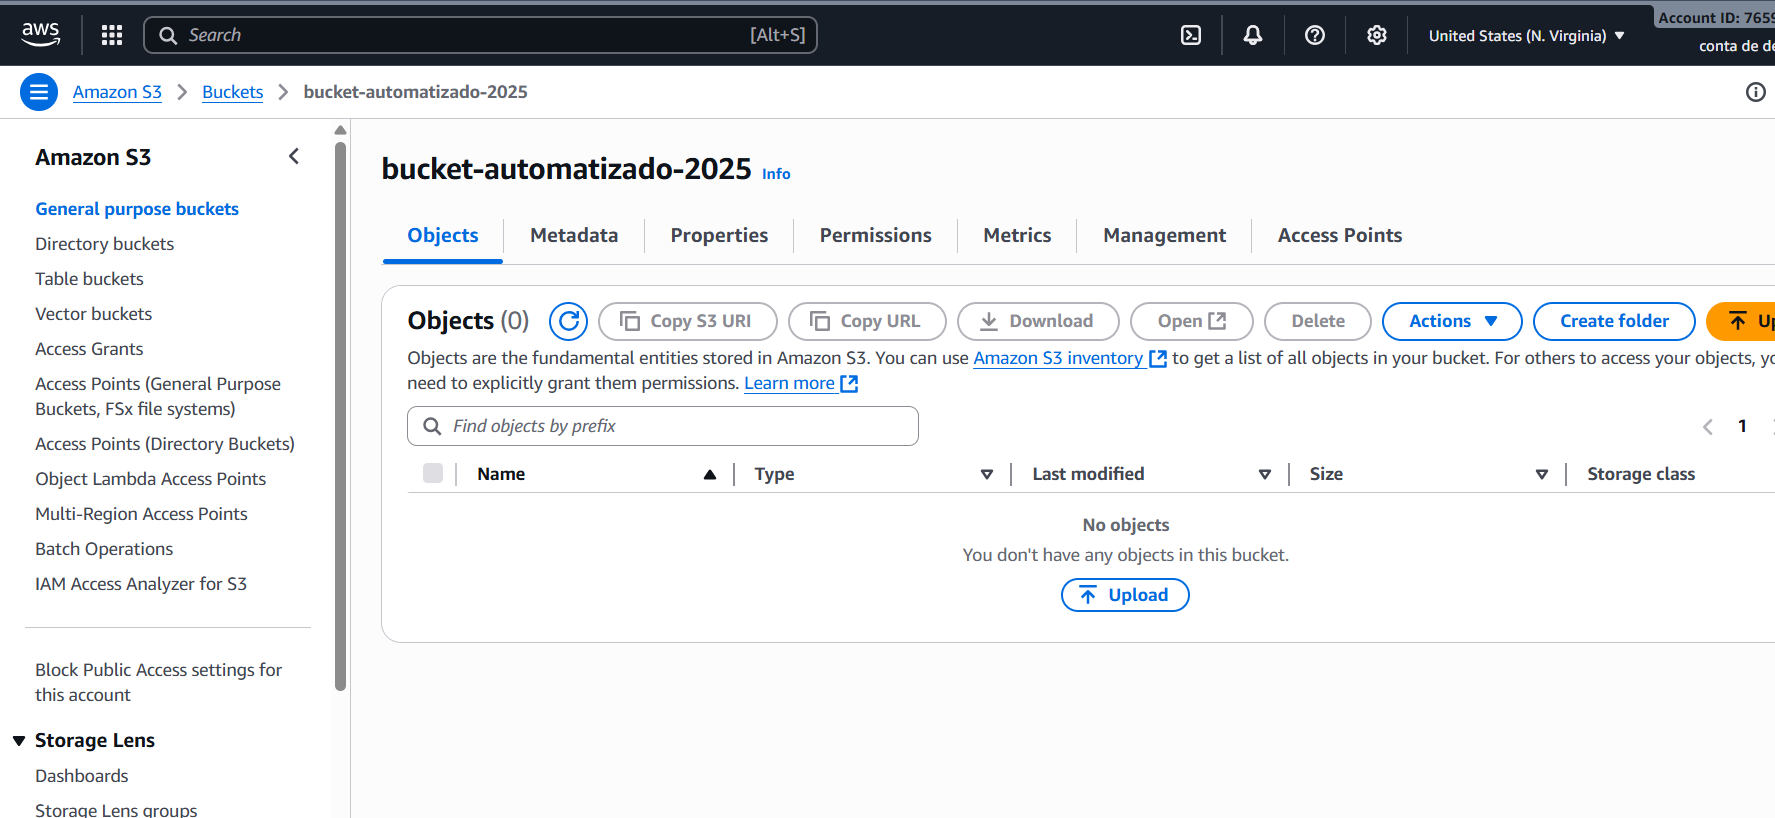 aws
Search [Alt+S]
United States (N. Virginia)
Account ID: 7659
conta de de
Amazon S3 > Buckets > bucket-automatizado-2025
Amazon S3
General purpose buckets
Directory buckets
Table buckets
Vector buckets
Access Grants
Access Points (General Purpose
Buckets, FSx file systems)
Access Points (Directory Buckets)
Object Lambda Access Points
Multi-Region Access Points
Batch Operations
IAM Access Analyzer for S3
Block Public Access settings for
this account
Storage Lens
Dashboards
Storage Lens groups
bucket-automatizado-2025 Info
Objects Metadata Properties Permissions Metrics Management Access Points
Objects (0) Copy S3 URI Copy URL Download Open Delete Actions Create folder Up
Objects are the fundamental entities stored in Amazon S3. You can use Amazon S3 inventory to get a list of all objects in your bucket. For others to access your objects, yo
need to explicitly grant them permissions. Learn more
Find objects by prefix
1
Name Type Last modified Size Storage class
No objects
You don't have any objects in this bucket.
Upload